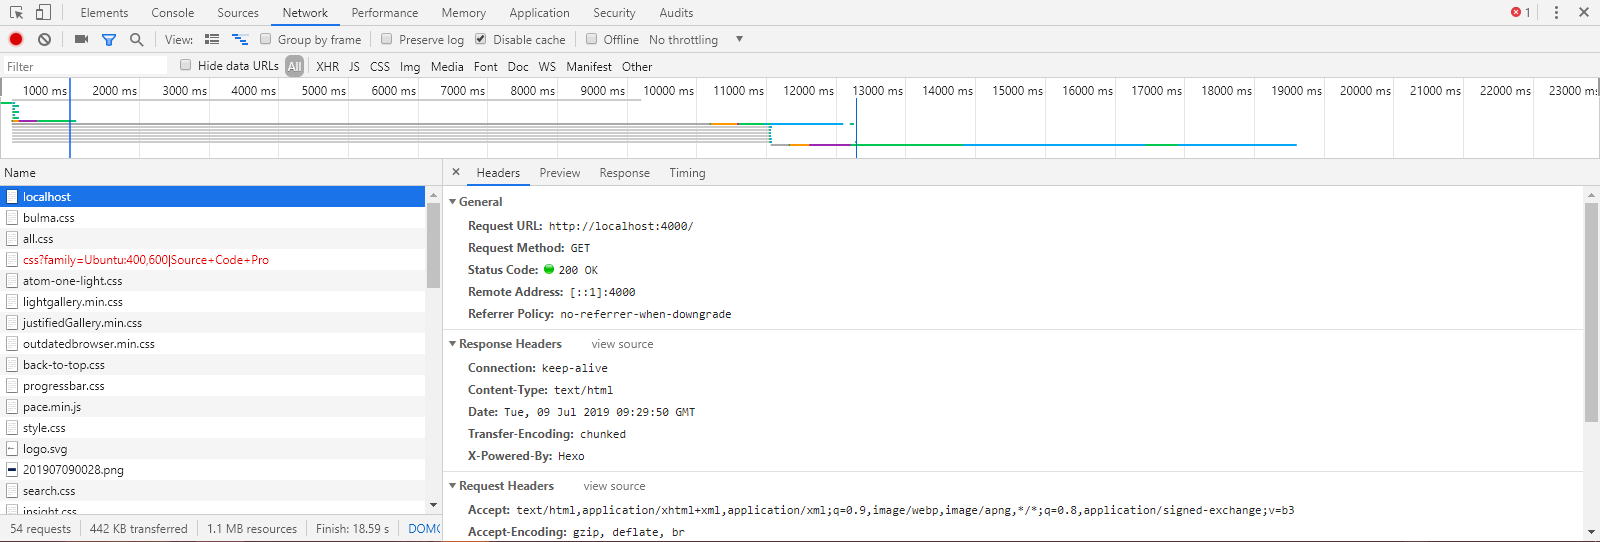 Elements Console Sources Network Performance Memory Application Security Audits 1
View: Group by frame Preserve log Disable cache Offline No throttling
Filter Hide data URLs All XHR JS CSS Img Media Font Doc WS Manifest Other
1000 ms 2000 ms 3000 ms 4000 ms 5000 ms 6000 ms 7000 ms 8000 ms 9000 ms 10000 ms 11000 ms 12000 ms 13000 ms 14000 ms 15000 ms 16000 ms 17000 ms 18000 ms 19000 ms 20000 ms 21000 ms 22000 ms 23000 ms
Name
localhost
bulma.css
all.css
css?family=Ubuntu:400,600|Source+Code+Pro
atom-one-light.css
lightgallery.min.css
justifiedGallery.min.css
outdatedbrowser.min.css
back-to-top.css
progressbar.css
pace.min.js
style.css
logo.svg
201907090028.png
search.css
insight.css
54 requests 442 KB transferred 1.1 MB resources Finish: 18.59 s DOMC
Headers Preview Response Timing
General
Request URL: http://localhost:4000/
Request Method: GET
Status Code: 200 OK
Remote Address: [::1]:4000
Referrer Policy: no-referrer-when-downgrade
Response Headers view source
Connection: keep-alive
Content-Type: text/html
Date: Tue, 09 Jul 2019 09:29:50 GMT
Transfer-Encoding: chunked
X-Powered-By: Hexo
Request Headers view source
Accept: text/html,application/xhtml+xml,application/xml;q=0.9,image/webp,image/apng,*/*;q=0.8,application/signed-exchange;v=b3
Accept-Encoding: gzip, deflate, br